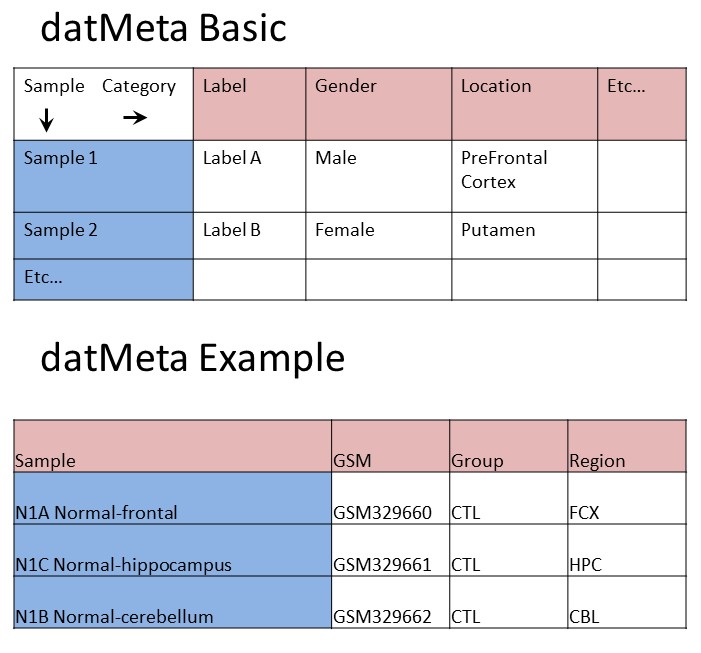 datMeta Basic
Sample Category Label Gender Location Etc...
Sample 1 Label A Male PreFrontal
Cortex
Sample 2 Label B Female Putamen
Etc...
datMeta Example
Sample GSM Group Region
N1A Normal-frontal GSM329660 CTL FCX
N1C Normal-hippocampus GSM329661 CTL HPC
N1B Normal-cerebellum GSM329662 CTL CBL